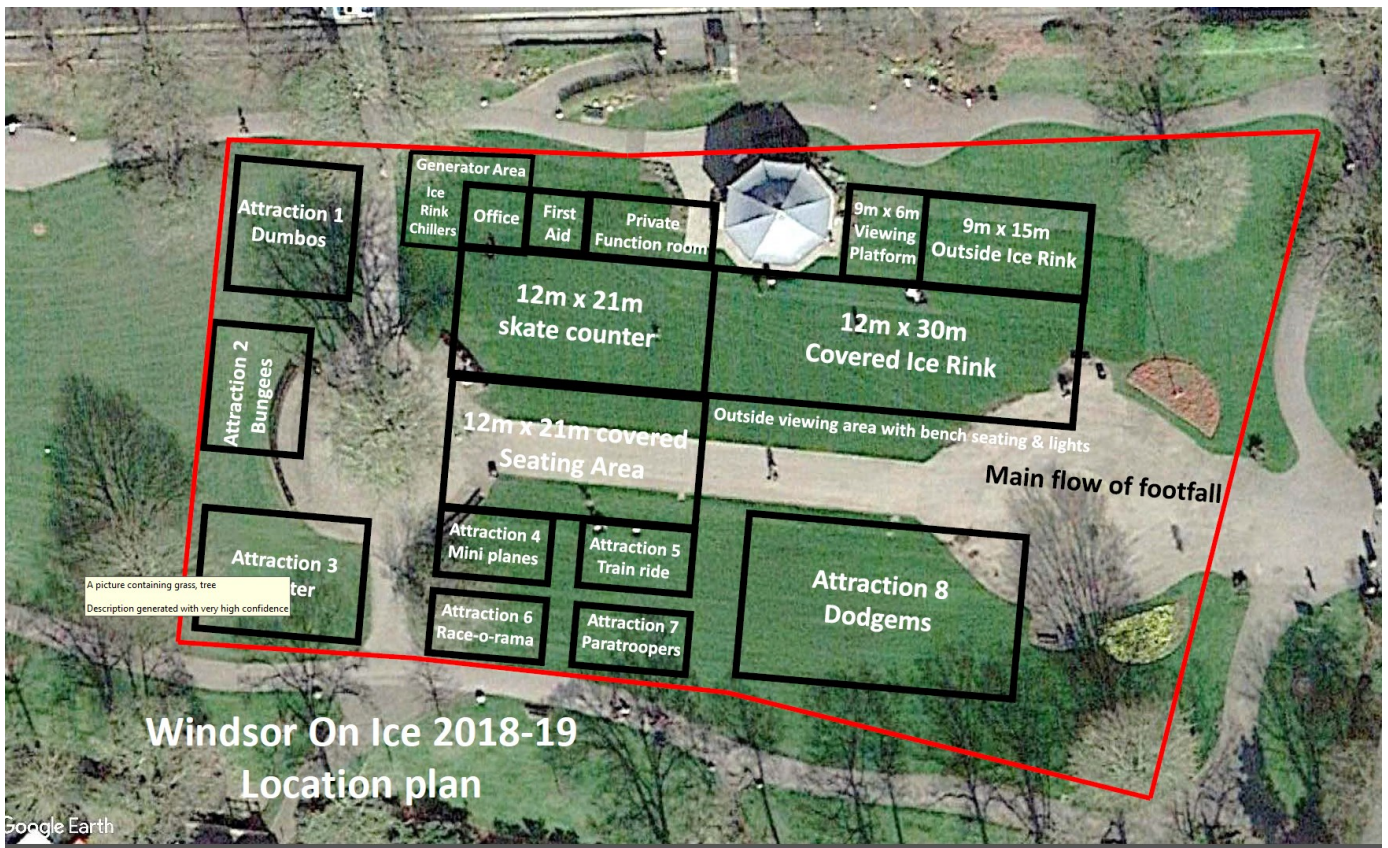 Generator Area
Ice
Rink
Chillers
Office
First
Aid
Private
Function room
9m x 6m
Viewing
Platform
9m x 15m
Outside Ice Rink
Attraction 1
Dumbos
12m x 21m
skate counter
12m x 30m
Covered Ice Rink
Attraction 2
Bungees
12m x 21m covered
Seating Area
Outside viewing area with bench seating & lights
Main flow of footfall
Attraction 3
ter
A picture containing grass, tree
Description generated with very high confidence
Attraction 4
Mini planes
Attraction 5
Train ride
Attraction 6
Race-o-rama
Attraction 7
Paratroopers
Attraction 8
Dodgems
Windsor On Ice 2018-19
Location plan
Google Earth